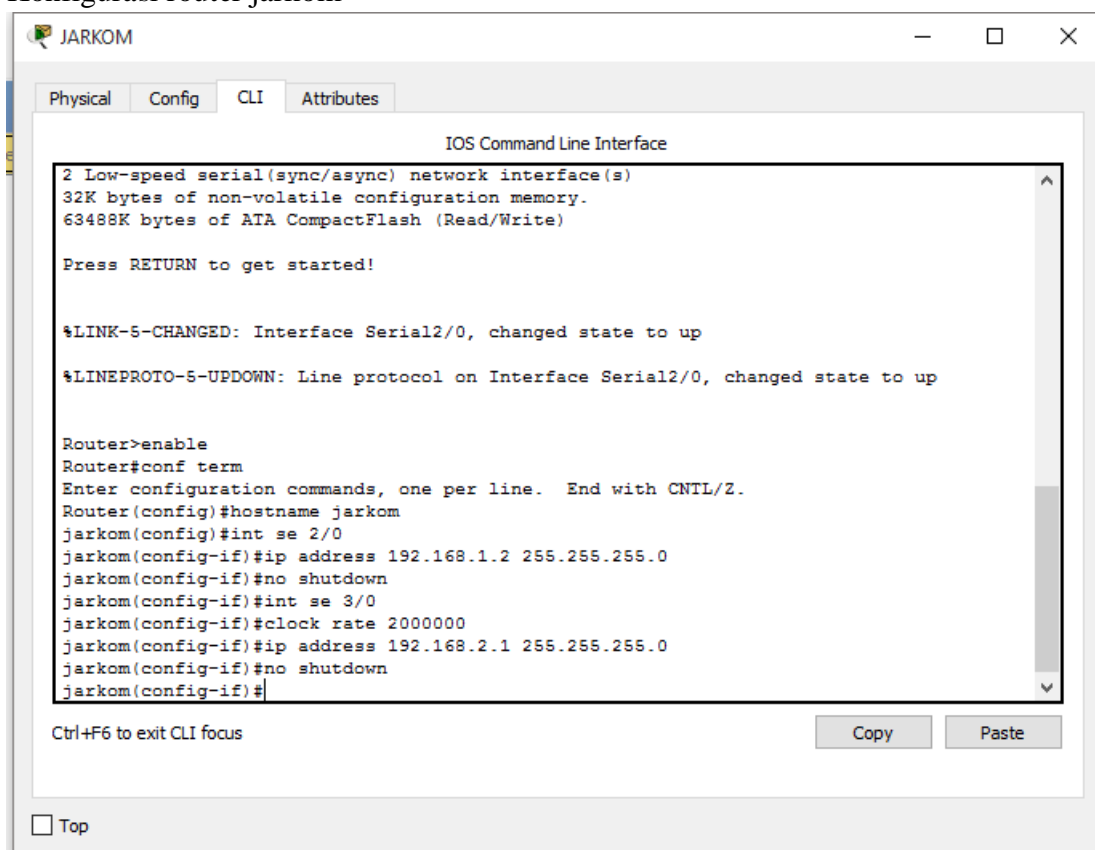 JARKOM
Physical Config CLI Attributes
IOS Command Line Interface
2 Low-speed serial(sync/async) network interface(s)
32K bytes of non-volatile configuration memory.
63488K bytes of ATA CompactFlash (Read/Write)
Press RETURN to get started!
%LINK-5-CHANGED: Interface Serial2/0, changed state to up
%LINEPROTO-5-UPDOWN: Line protocol on Interface Serial2/0, changed state to up
Router>enable
Router#conf term
Enter configuration commands, one per line.  End with CNTL/Z.
Router(config)#hostname jarkom
jarkom(config)#int se 2/0
jarkom(config-if)#ip address 192.168.1.2 255.255.255.0
jarkom(config-if)#no shutdown
jarkom(config-if)#int se 3/0
jarkom(config-if)#clock rate 2000000
jarkom(config-if)#ip address 192.168.2.1 255.255.255.0
jarkom(config-if)#no shutdown
jarkom(config-if)#
Ctrl+F6 to exit CLI focus
Copy Paste
Top